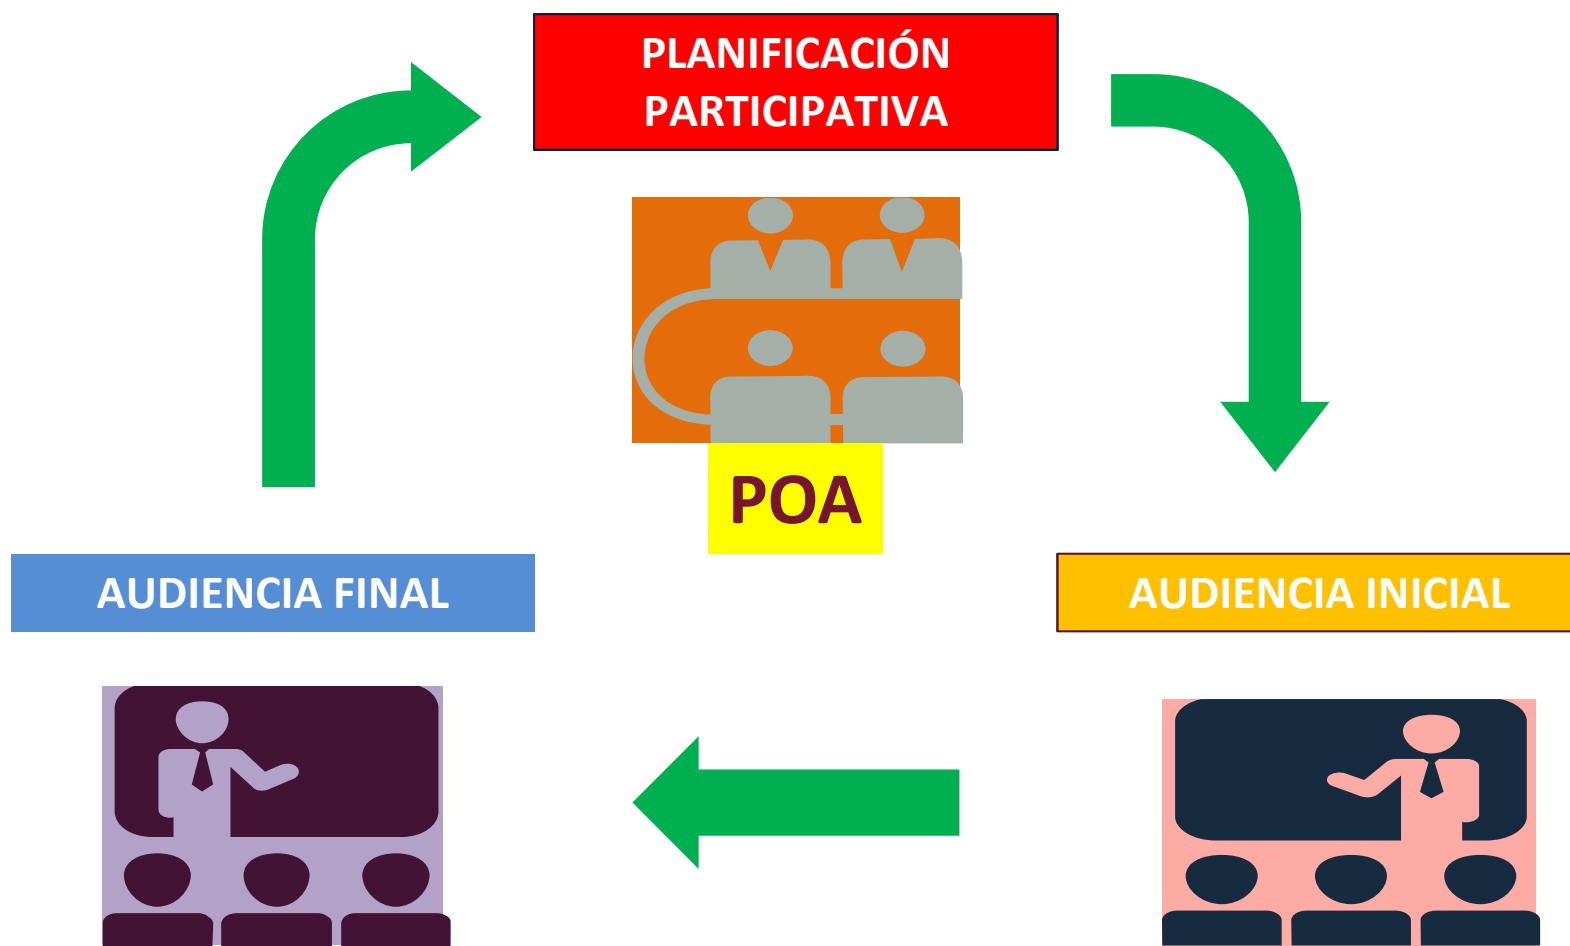 PLANIFICACIÓN
PARTICIPATIVA
POA
AUDIENCIA FINAL
AUDIENCIA INICIAL